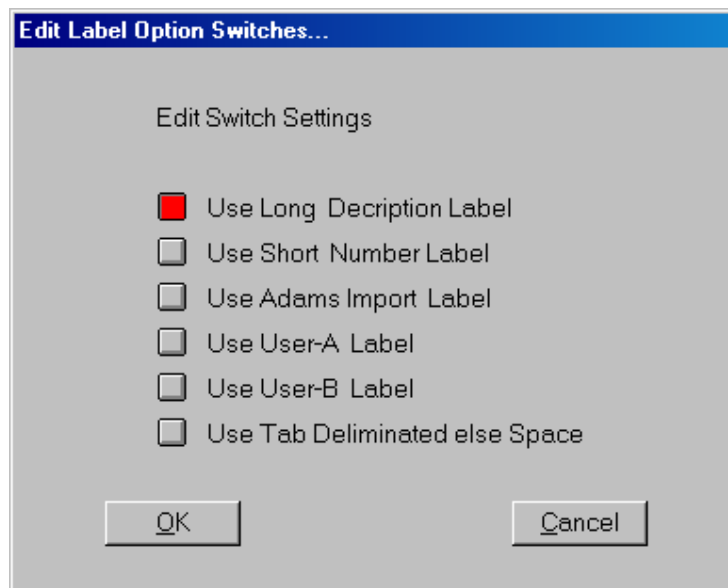 Edit Label Option Switches...
Edit Switch Settings
Use Long Decription Label
Use Short Number Label
Use Adams Import Label
Use User-A Label
Use User-B Label
Use Tab Deliminated else Space
OK
Cancel